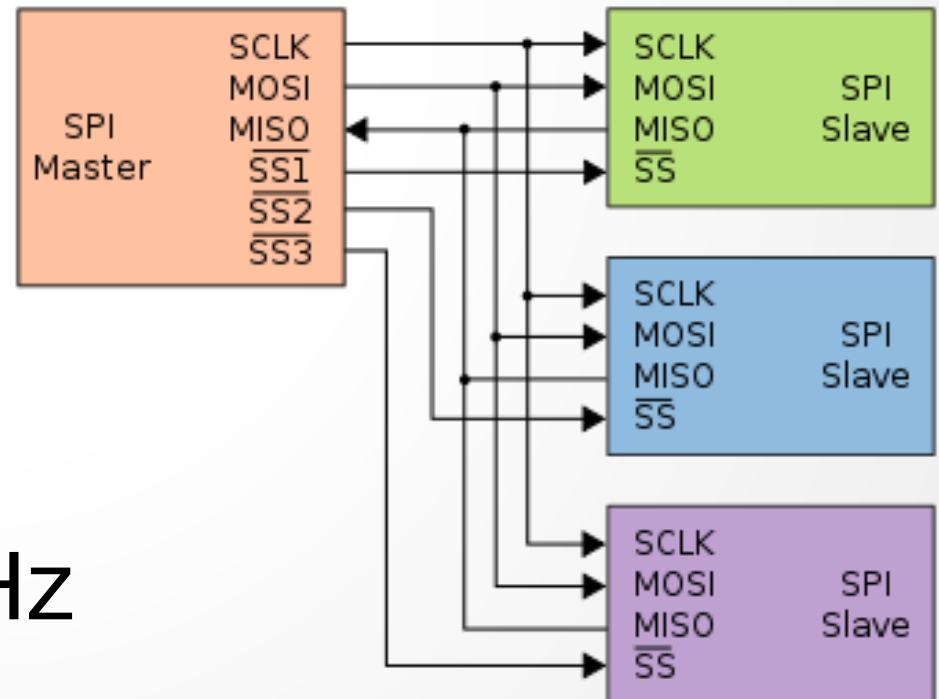 SCLK
MOSI
MISO
SS1
SS2
SS3
SPI
Master
SCLK
MOSI
MISO
SS
SPI
Slave
SCLK
MOSI
MISO
SS
SPI
Slave
SCLK
MOSI
MISO
SS
SPI
Slave
Hz